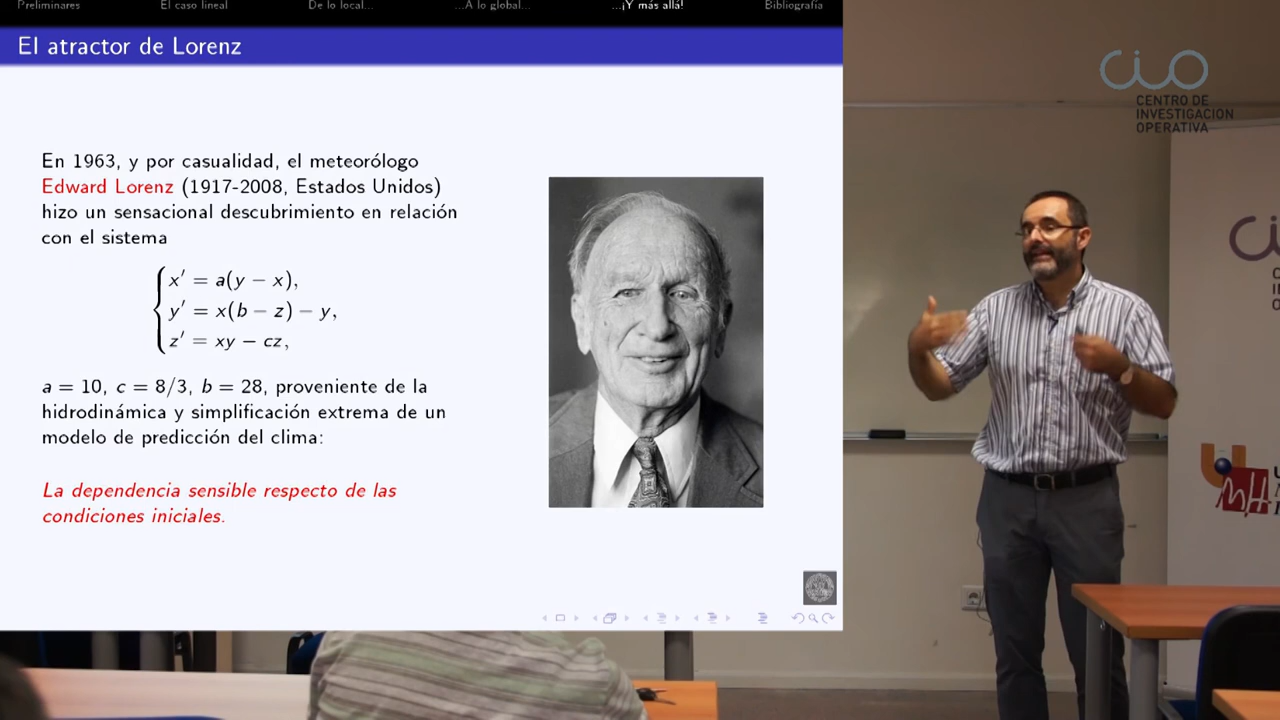 Preliminares
El caso lineal
De lo local...
...A lo global...
...¡Y más allá!
Bibliografía
El atractor de Lorenz
En 1963, y por casualidad, el meteorólogo
Edward Lorenz (1917-2008, Estados Unidos)
hizo un sensacional descubrimiento en relación
con el sistema
x′ = a(y − x),
y′ = x(b − z) − y,
z′ = xy − cz,
a = 10, c = 8/3, b = 28, proveniente de la
hidrodinámica y simplificación extrema de un
modelo de predicción del clima:
La dependencia sensible respecto de las
condiciones iniciales.
cio
CENTRO DE
INVESTIGACION
OPERATIVA